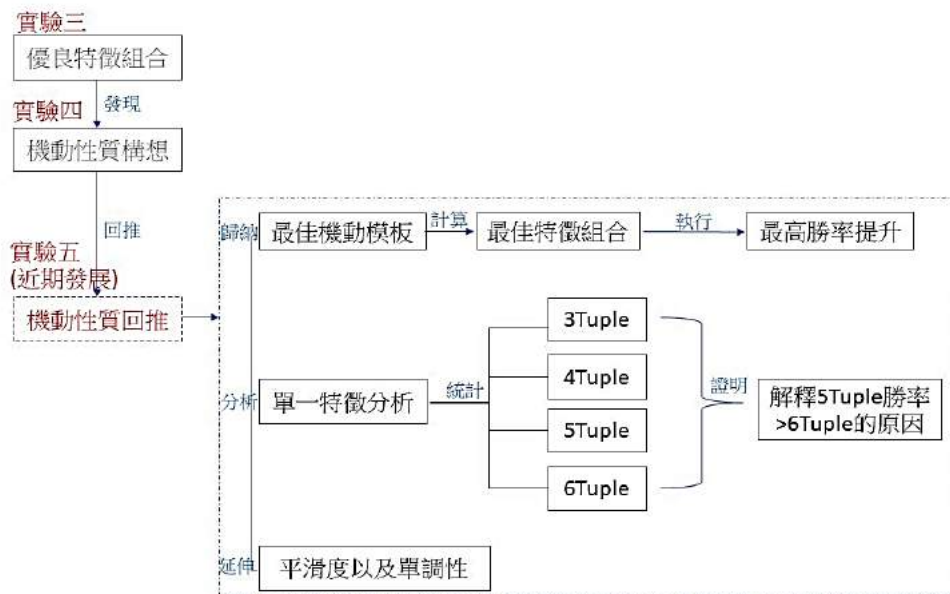 實驗三
優良特徵組合
發現
實驗四
機動性質構想
回推
實驗五
(近期發展)
機動性質回推
歸納
最佳機動模板
計算
最佳特徵組合
執行
最高勝率提升
分析
單一特徵分析
統計
3Tuple
4Tuple
5Tuple
6Tuple
證明
解釋5Tuple勝率
>6Tuple的原因
延伸
平滑度以及單調性